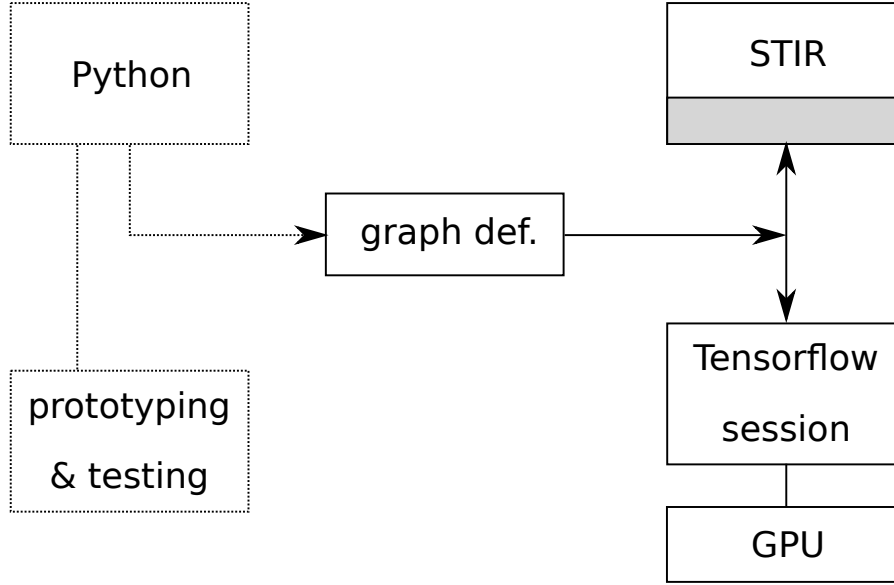 Python
STIR
graph def.
Tensorflow
session
prototyping
& testing
GPU